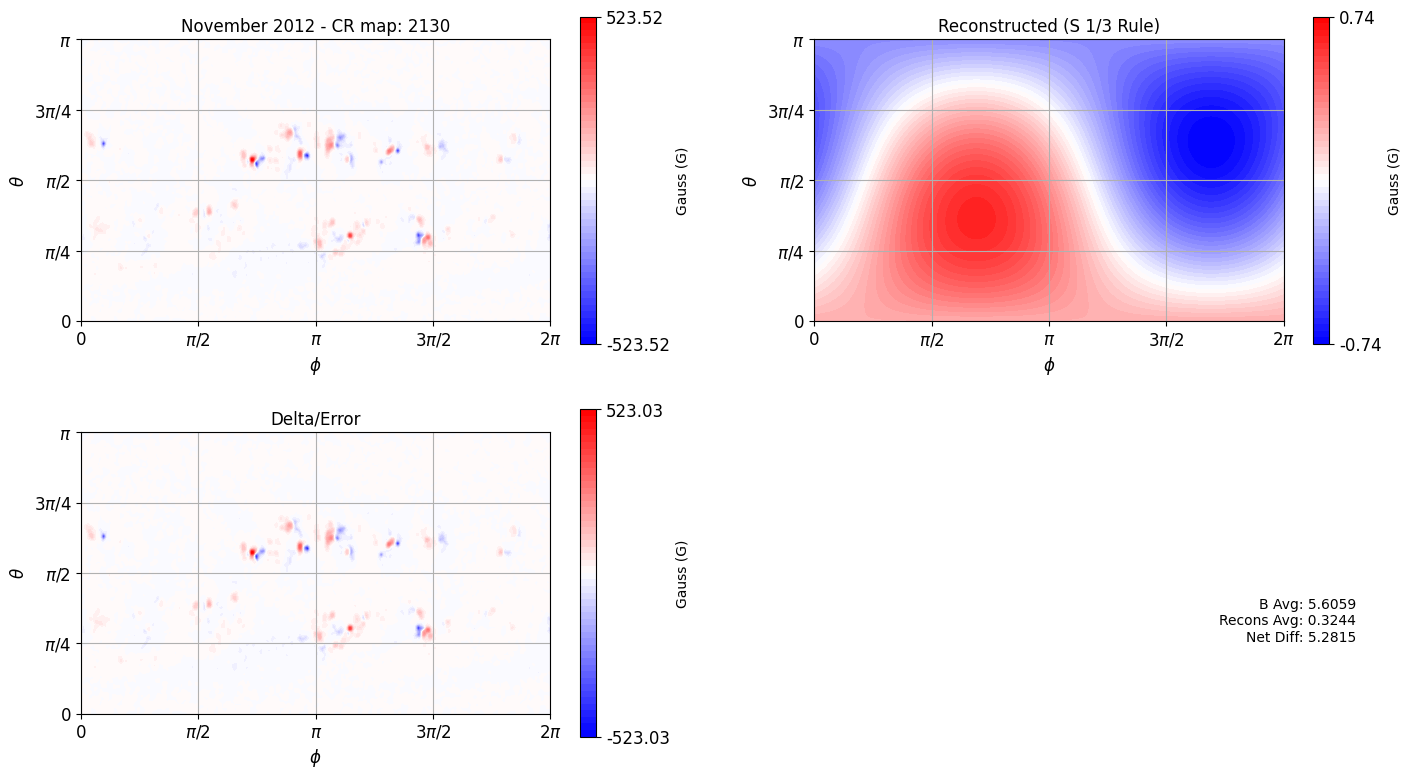 November 2012 - CR map: 2130
π
3π/4
π/2
π/4
0
θ
0
π/2
π
3π/2
2π
ϕ
523.52
-523.52
Gauss (G)
Reconstructed (S 1/3 Rule)
π
3π/4
π/2
π/4
0
θ
0
π/2
π
3π/2
2π
ϕ
0.74
-0.74
Gauss (G)
Delta/Error
π
3π/4
π/2
π/4
0
θ
0
π/2
π
3π/2
2π
ϕ
523.03
-523.03
Gauss (G)
B Avg: 5.6059
Recons Avg: 0.3244
Net Diff: 5.2815